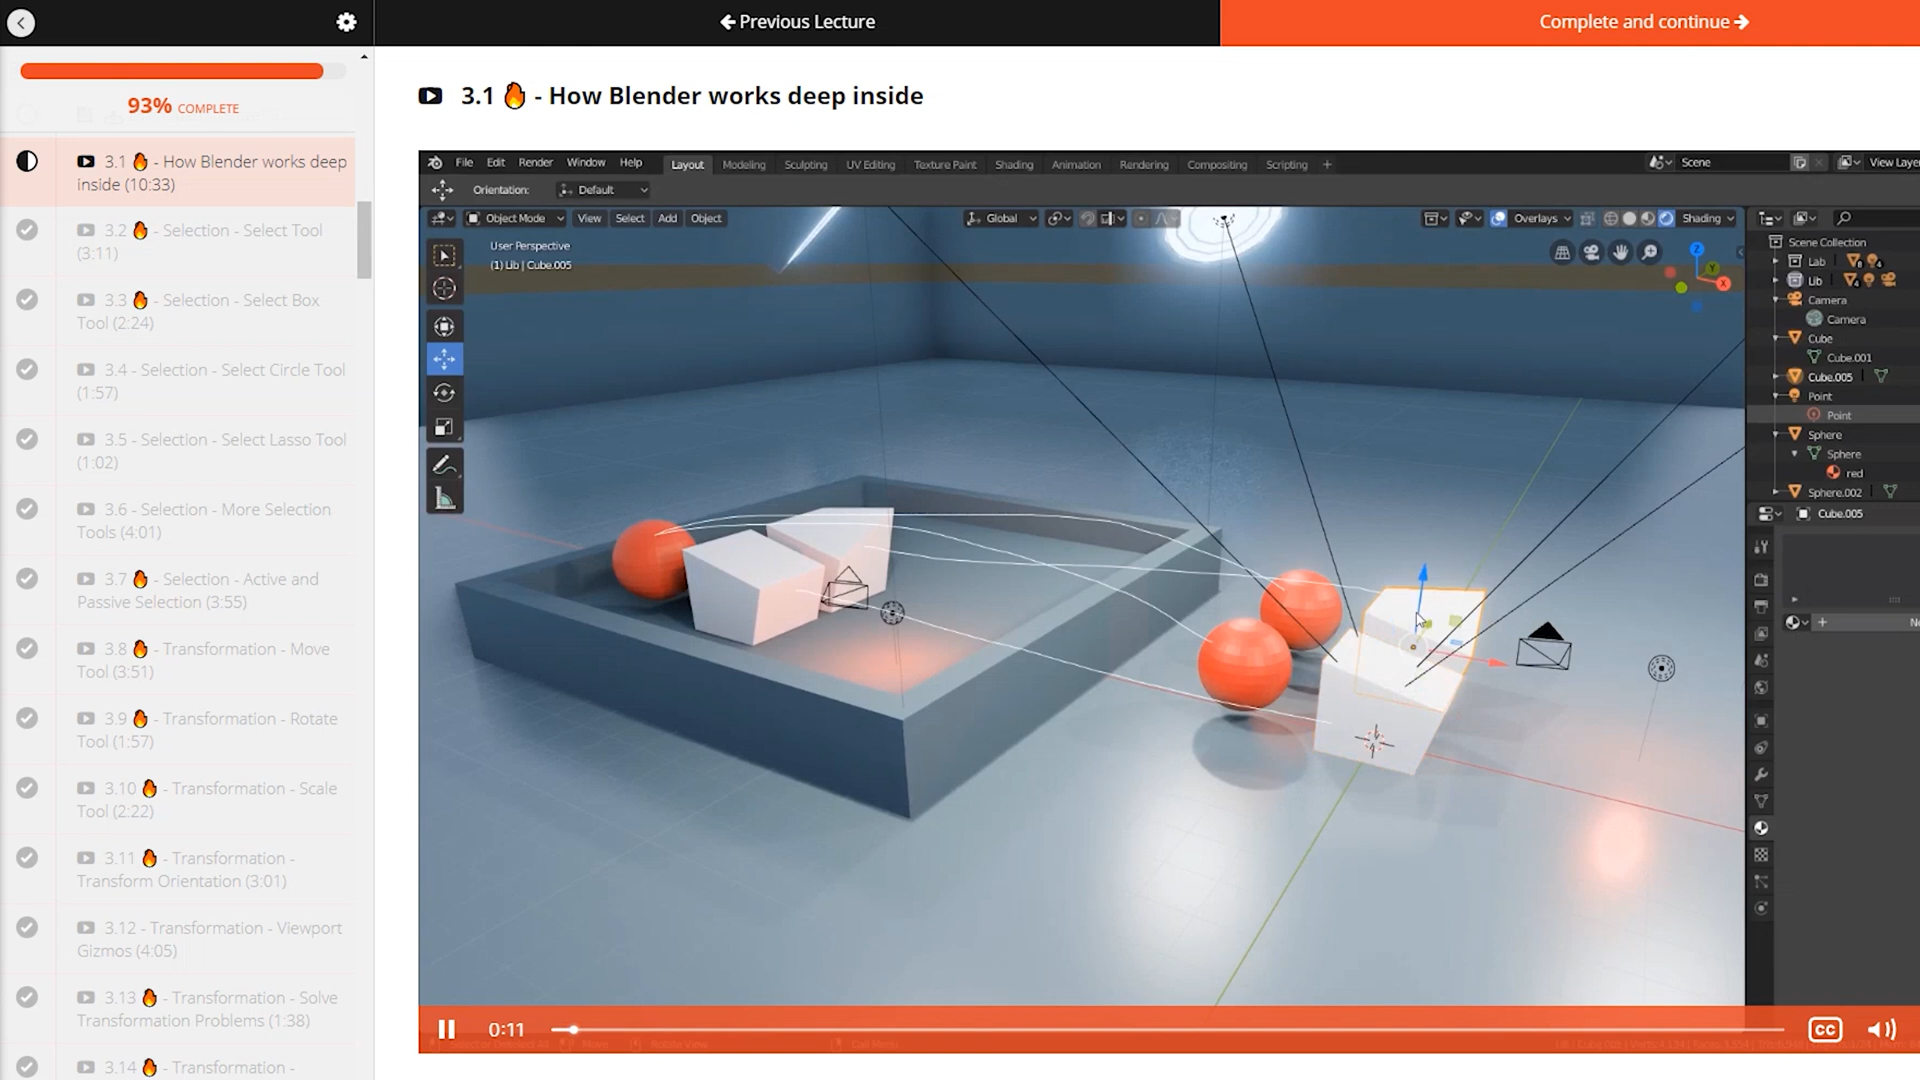 Previous Lecture
Complete and continue
93% COMPLETE
3.1 🔥 - How Blender works deep
inside (10:33)
3.2 🔥 - Selection - Select Tool
(3:11)
3.3 🔥 - Selection - Select Box
Tool (2:24)
3.4 - Selection - Select Circle Tool
(1:57)
3.5 - Selection - Select Lasso Tool
(1:02)
3.6 - Selection - More Selection
Tools (4:01)
3.7 🔥 - Selection - Active and
Passive Selection (3:55)
3.8 🔥 - Transformation - Move
Tool (3:51)
3.9 🔥 - Transformation - Rotate
Tool (1:57)
3.10 🔥 - Transformation - Scale
Tool (2:22)
3.11 🔥 - Transformation -
Transform Orientation (3:01)
3.12 - Transformation - Viewport
Gizmos (4:05)
3.13 🔥 - Transformation - Solve
Transformation Problems (1:38)
3.14 🔥 - Transformation -
3.1 🔥 - How Blender works deep inside
File Edit Render Window Help Layout Modeling Sculpting UV Editing Texture Paint Shading Animation Rendering Compositing Scripting + Scene View Layer
Orientation: Default
Object Mode View Select Add Object Global Overlays Shading
User Perspective
(1) Lib | Cube.005
Z
Y
X
Scene Collection
Lab
Lib
Camera
Camera
Cube
Cube.001
Cube.005
Point
Point
Sphere
Sphere
red
Sphere.002
Cube.005
0:11
CC
Move
Rotate View
Call Menu